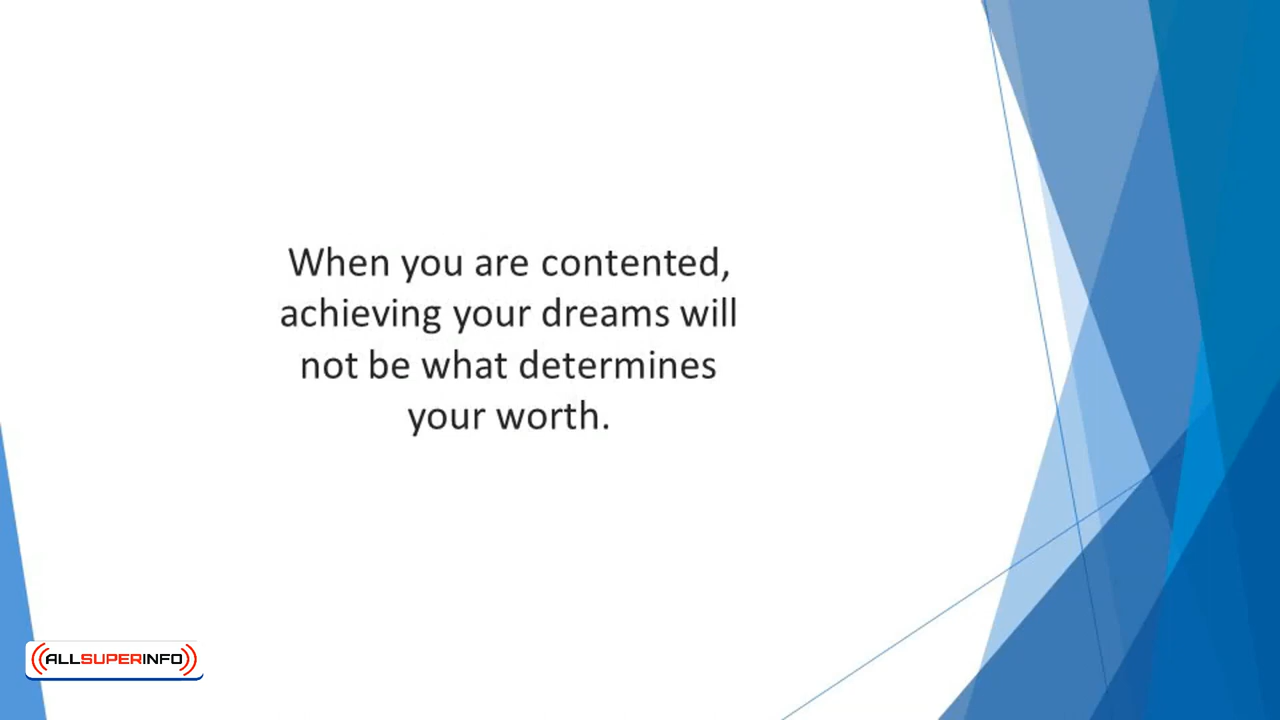 When you are contented,
achieving your dreams will
not be what determines
your worth.
ALLSUPERINFO